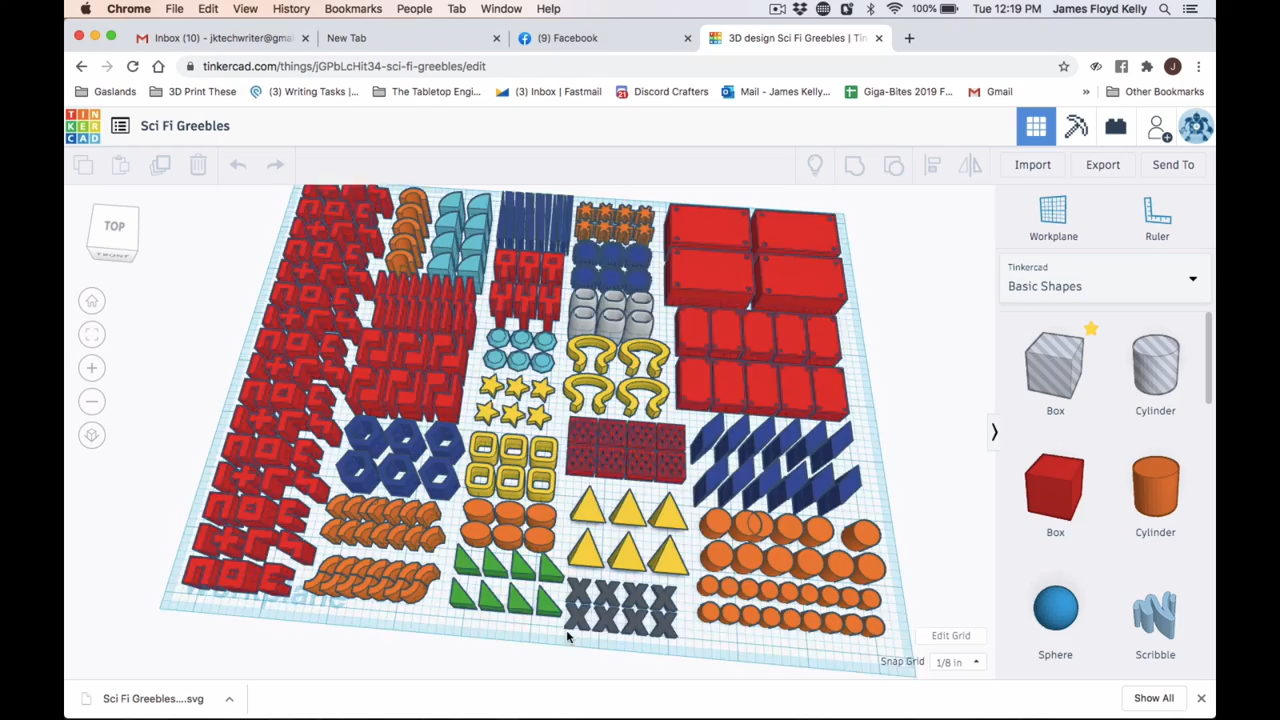 Chrome File Edit View History Bookmarks People Tab Window Help 100% Tue 12:19 PM James Floyd Kelly
Inbox (10) - jktechwriter@gma New Tab (9) Facebook 3D design Sci Fi Greebles | Tin
tinkercad.com/things/jGPbLcHit34-sci-fi-greebles/edit J
Gaslands 3D Print These (3) Writing Tasks |... The Tabletop Engi... (3) Inbox | Fastmail 21 Discord Crafters Mail - James Kelly... Giga-Bites 2019 F... Gmail » Other Bookmarks
TIN
KER
CAD
Sci Fi Greebles
Import Export Send To
TOP
FRONT
Workplane Ruler
Tinkercad
Basic Shapes
Box Cylinder
Box Cylinder
Sphere Scribble
Edit Grid
Snap Grid 1/8 in
Sci Fi Greebles....svg Show All